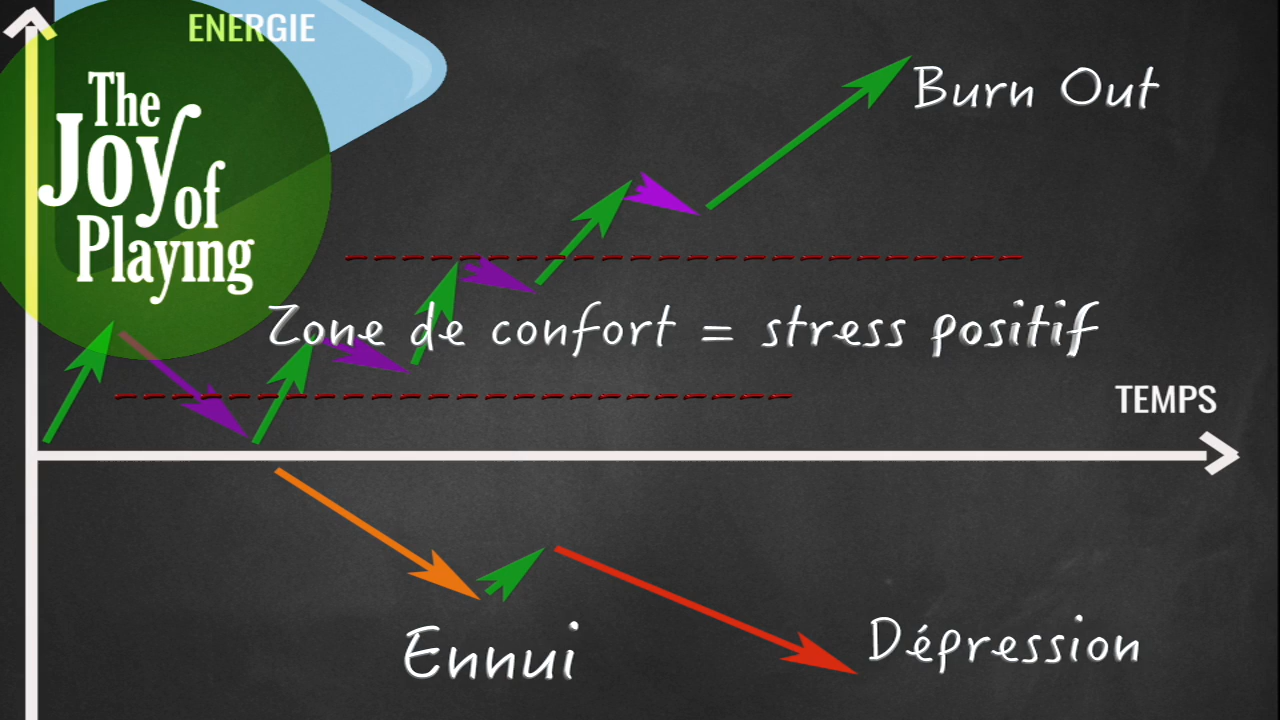 ENERGIE
The
Joy
of
Playing
Burn Out
Zone de confort = stress positif
TEMPS
Ennui
Dépression